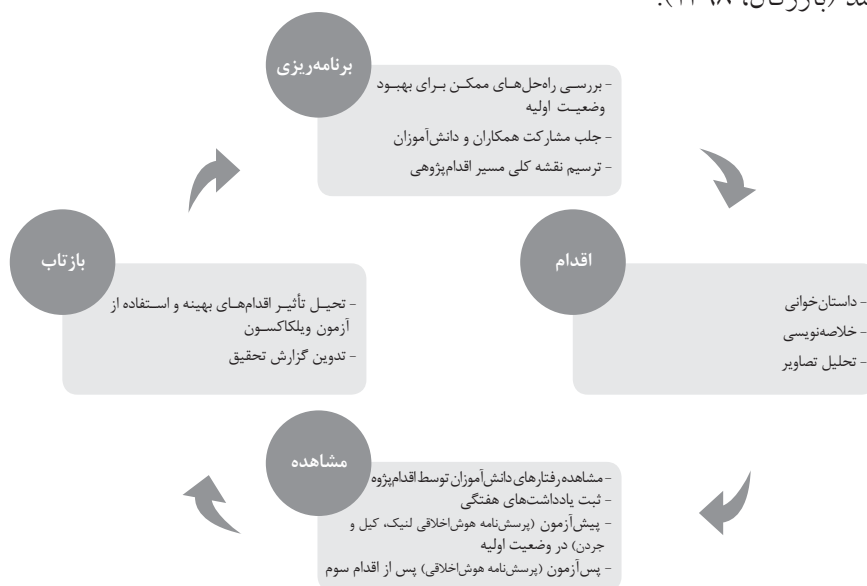 برنامه‌ریزی
- بررسی راه‌حل‌های ممکن برای بهبود
وضعیت اولیه
- جلب مشارکت همکاران و دانش‌آموزان
- ترسیم نقشه کلی مسیر اقدام‌پژوهی
اقدام
- داستان‌خوانی
- خلاصه‌نویسی
- تحلیل تصاویر
مشاهده
- مشاهده رفتارهای دانش‌آموزان توسط اقدام‌پژوه
- ثبت یادداشت‌های هفتگی
- پیش‌آزمون (پرسش‌نامه هوش‌اخلاقی لنیک، کیل و
جردن) در وضعیت اولیه
- پس‌آزمون (پرسش‌نامه هوش‌اخلاقی) پس از اقدام سوم
بازتاب
- تحیل تأثیر اقدام‌های بهینه و استفاده از
آزمون ویلکاکسون
- تدوین گزارش تحقیق